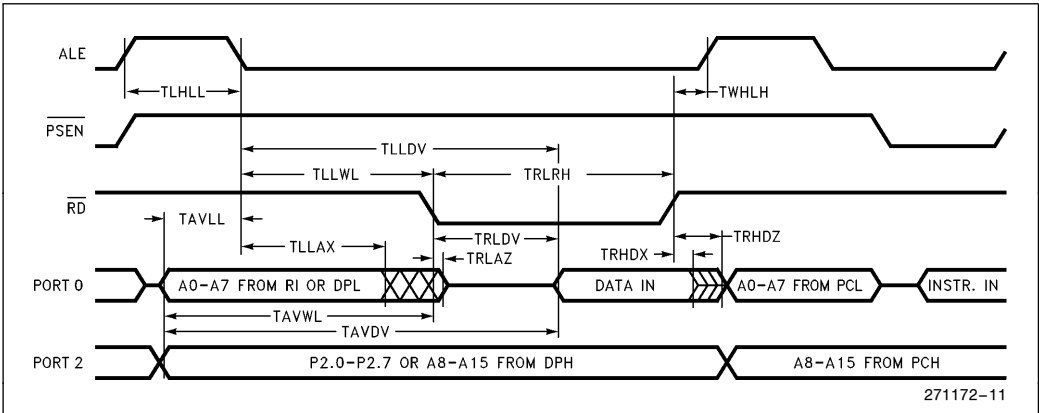 ALE
TLHLL
TWHLH
PSEN
TLLDV
TLLWL
TRLRH
RD
TAVLL
TRLDV
TRHDZ
TLLAX
TRLAZ
TRHDX
PORT 0
A0-A7 FROM RI OR DPL
DATA IN
A0-A7 FROM PCL
INSTR. IN
TAVWL
TAVDV
PORT 2
P2.0-P2.7 OR A8-A15 FROM DPH
A8-A15 FROM PCH
271172-11